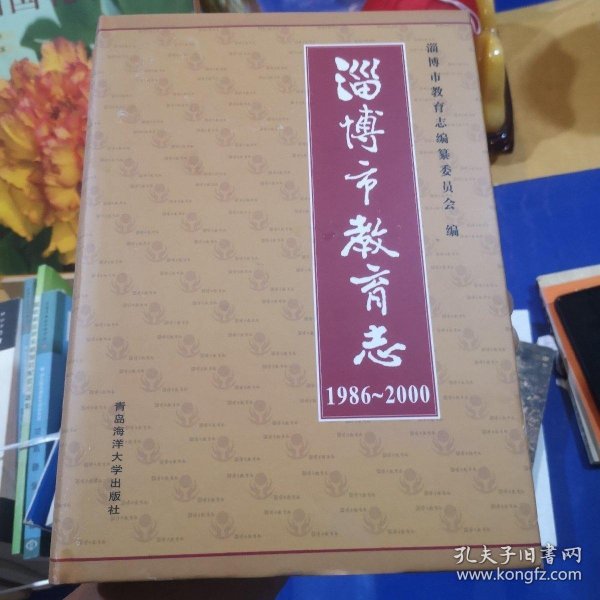 淄博市教育志编纂委员会 编
淄博市教育志
1986~2000
青岛海洋大学出版社
孔夫子旧书网
www.kongfz.com